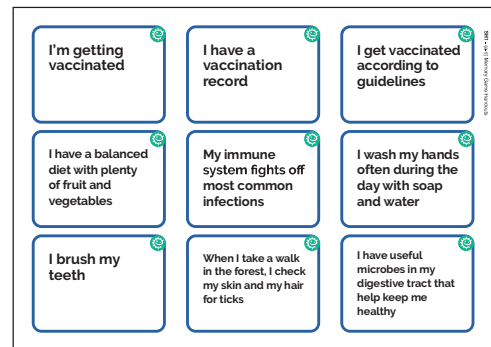 I'm getting
vaccinated
I have a
vaccination
record
I get vaccinated
according to
guidelines
I have a balanced
diet with plenty
of fruit and
vegetables
My immune
system fights off
most common
infections
I wash my hands
often during the
day with soap
and water
I brush my
teeth
When I take a walk
in the forest, I check
my skin and my hair
for ticks
I have useful
microbes in my
digestive tract that
help keep me
healthy
Memory Game Handouts